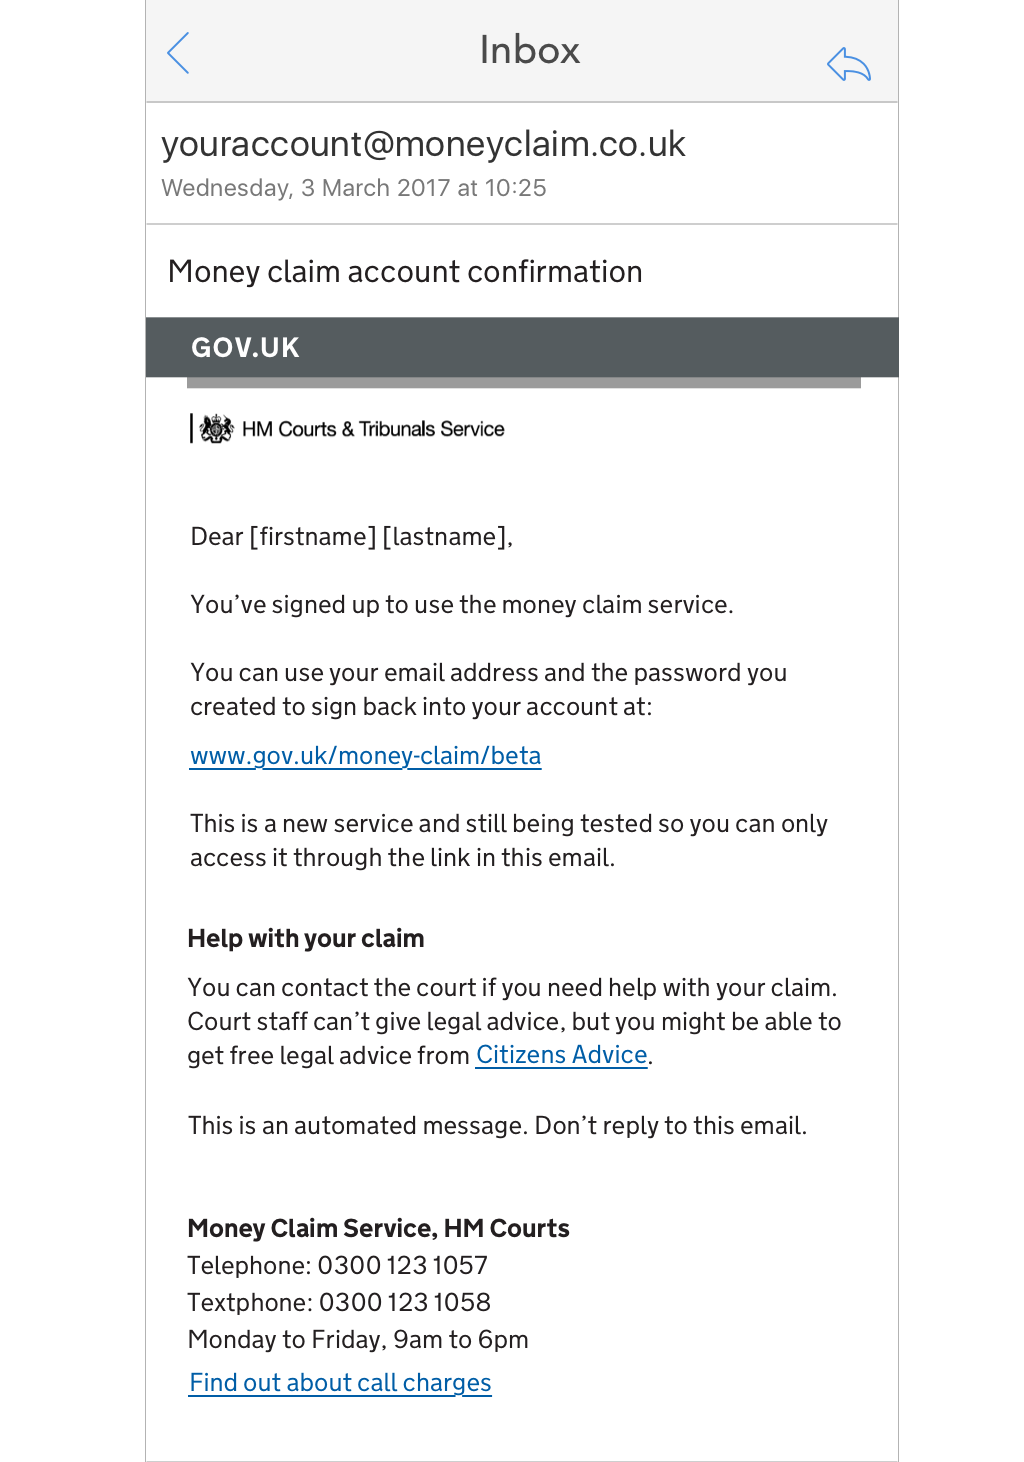 Inbox
youraccount@moneyclaim.co.uk
Wednesday, 3 March 2017 at 10:25
Money claim account confirmation
GOV.UK
HM Courts & Tribunals Service
Dear [firstname] [lastname],
You’ve signed up to use the money claim service.
You can use your email address and the password you
created to sign back into your account at:
www.gov.uk/money-claim/beta
This is a new service and still being tested so you can only
access it through the link in this email.
Help with your claim
You can contact the court if you need help with your claim.
Court staff can’t give legal advice, but you might be able to
get free legal advice from Citizens Advice.
This is an automated message. Don’t reply to this email.
Money Claim Service, HM Courts
Telephone: 0300 123 1057
Textphone: 0300 123 1058
Monday to Friday, 9am to 6pm
Find out about call charges